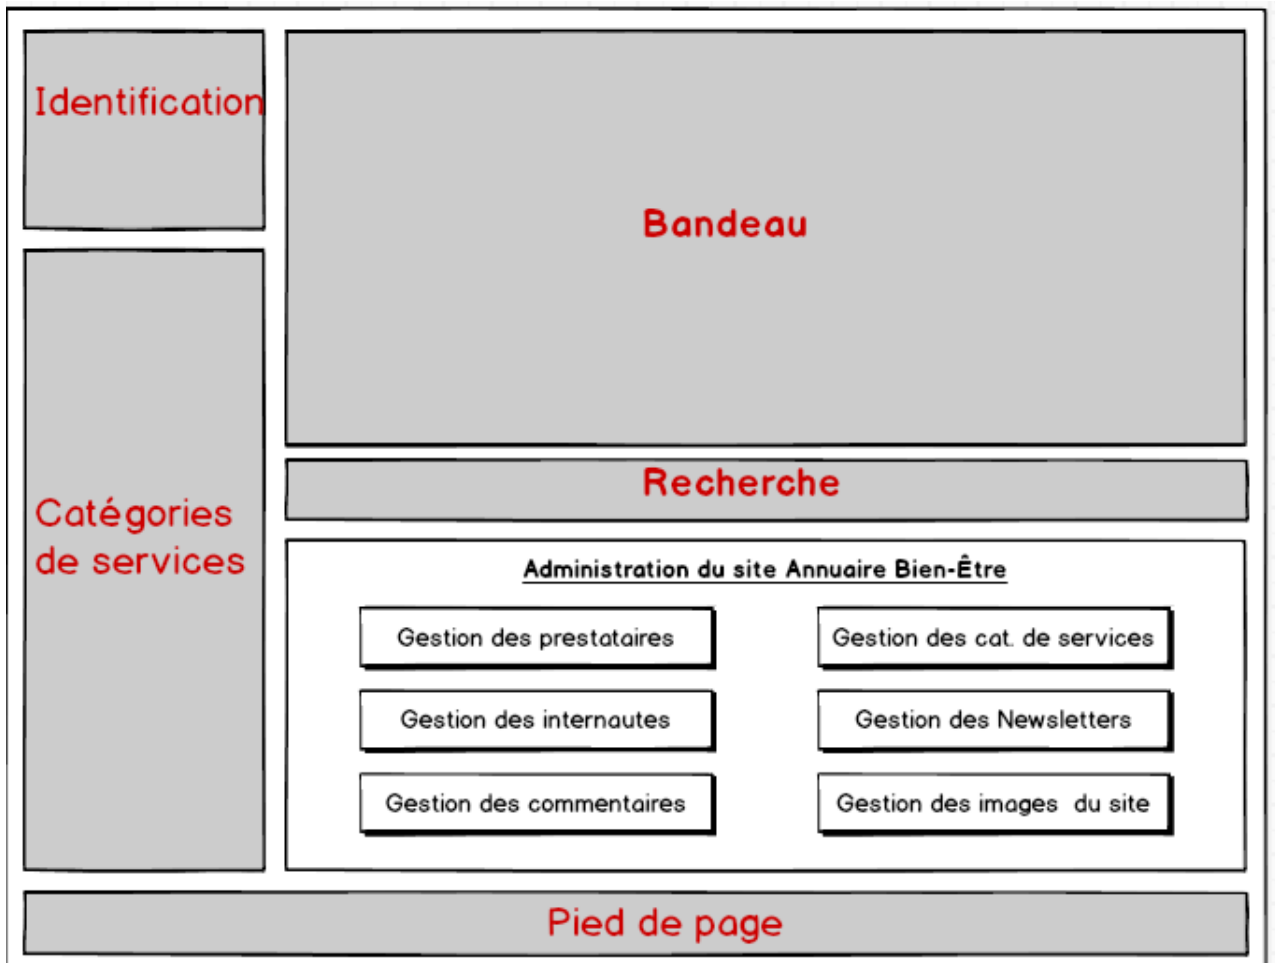 Identification
Bandeau
Catégories
de services
Recherche
Administration du site Annuaire Bien-Être
Gestion des prestataires
Gestion des cat. de services
Gestion des internautes
Gestion des Newsletters
Gestion des commentaires
Gestion des images du site
Pied de page